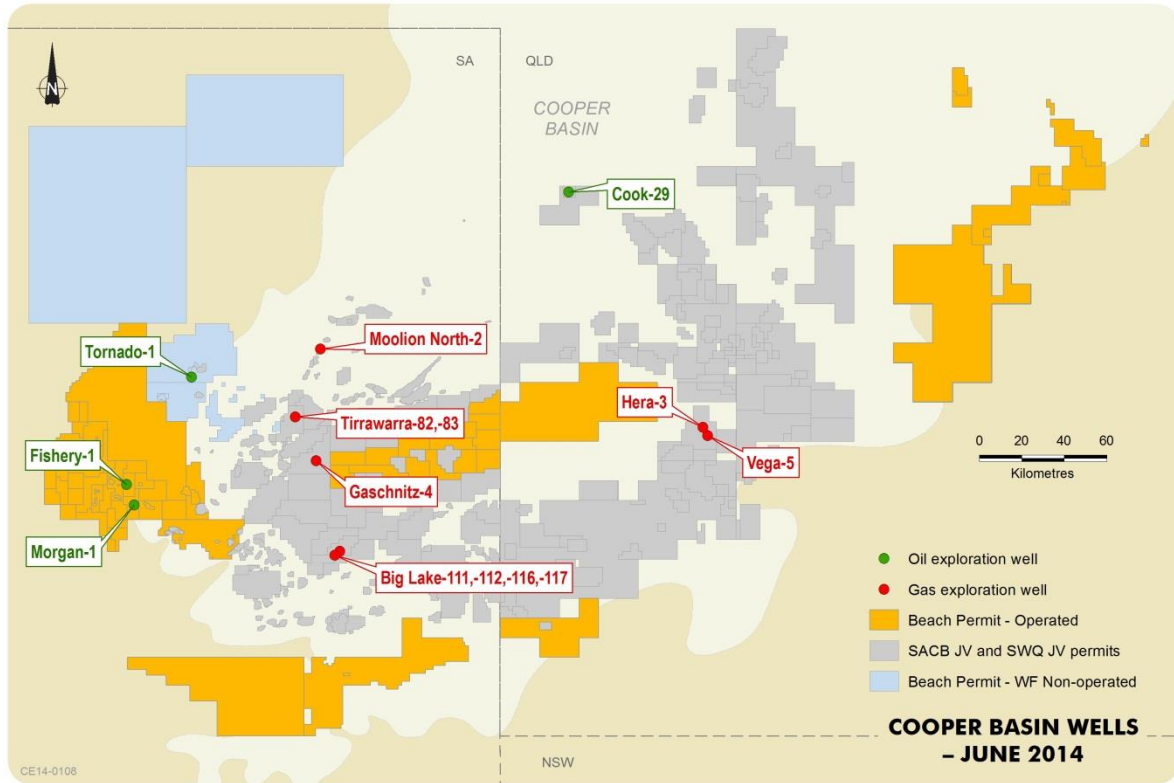 N
SA
QLD
COOPER
BASIN
Cook-29
Moolion North-2
Tornado-1
Tirrawarra-82,-83
Hera-3
Vega-5
Fishery-1
Gaschnitz-4
Morgan-1
Big Lake-111,-112,-116,-117
0 20 40 60
Kilometres
Oil exploration well
Gas exploration well
Beach Permit - Operated
SACB JV and SWQ JV permits
Beach Permit - WF Non-operated
COOPER BASIN WELLS
– JUNE 2014
NSW
CE14-0108